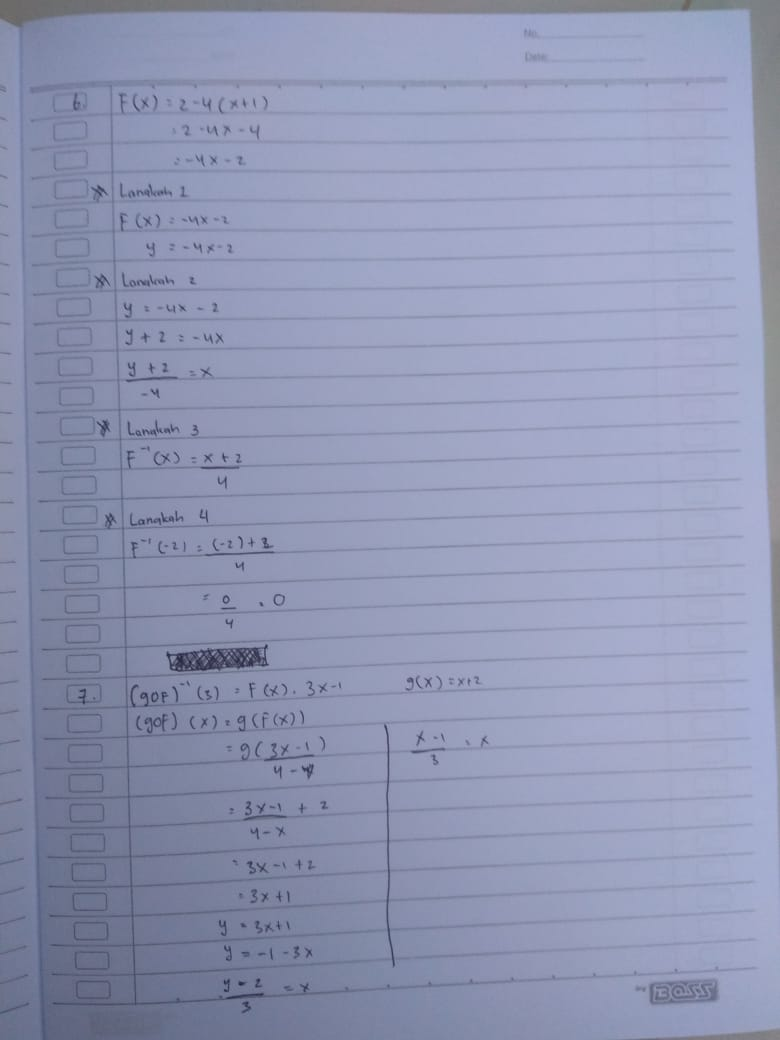 No.
Date:
6. F(x) = 2-4(x+1)
= 2-4x-4
= -4x-2
Langkah 1
F(x) = -4x-2
y = -4x-2
Langkah 2
y = -4x - 2
y + 2 = -4x
y + 2 / -4 = x
Langkah 3
F⁻¹(x) = x + 2 / 4
Langkah 4
F⁻¹(-2) = (-2)+2 / 4
= 0/4 = 0
7. (gof)⁻¹(3) = F(x) = 3x-1 g(x) = x+2
(gof)(x) = g(F(x))
= g(3x-1 / 4-x) x-1 / 3 = x
= 3x-1 / 4-x + 2
= 3x-1+2
= 3x+1
y = 3x+1
y = -1-3x
y-2 / 3 = x
by BOSS